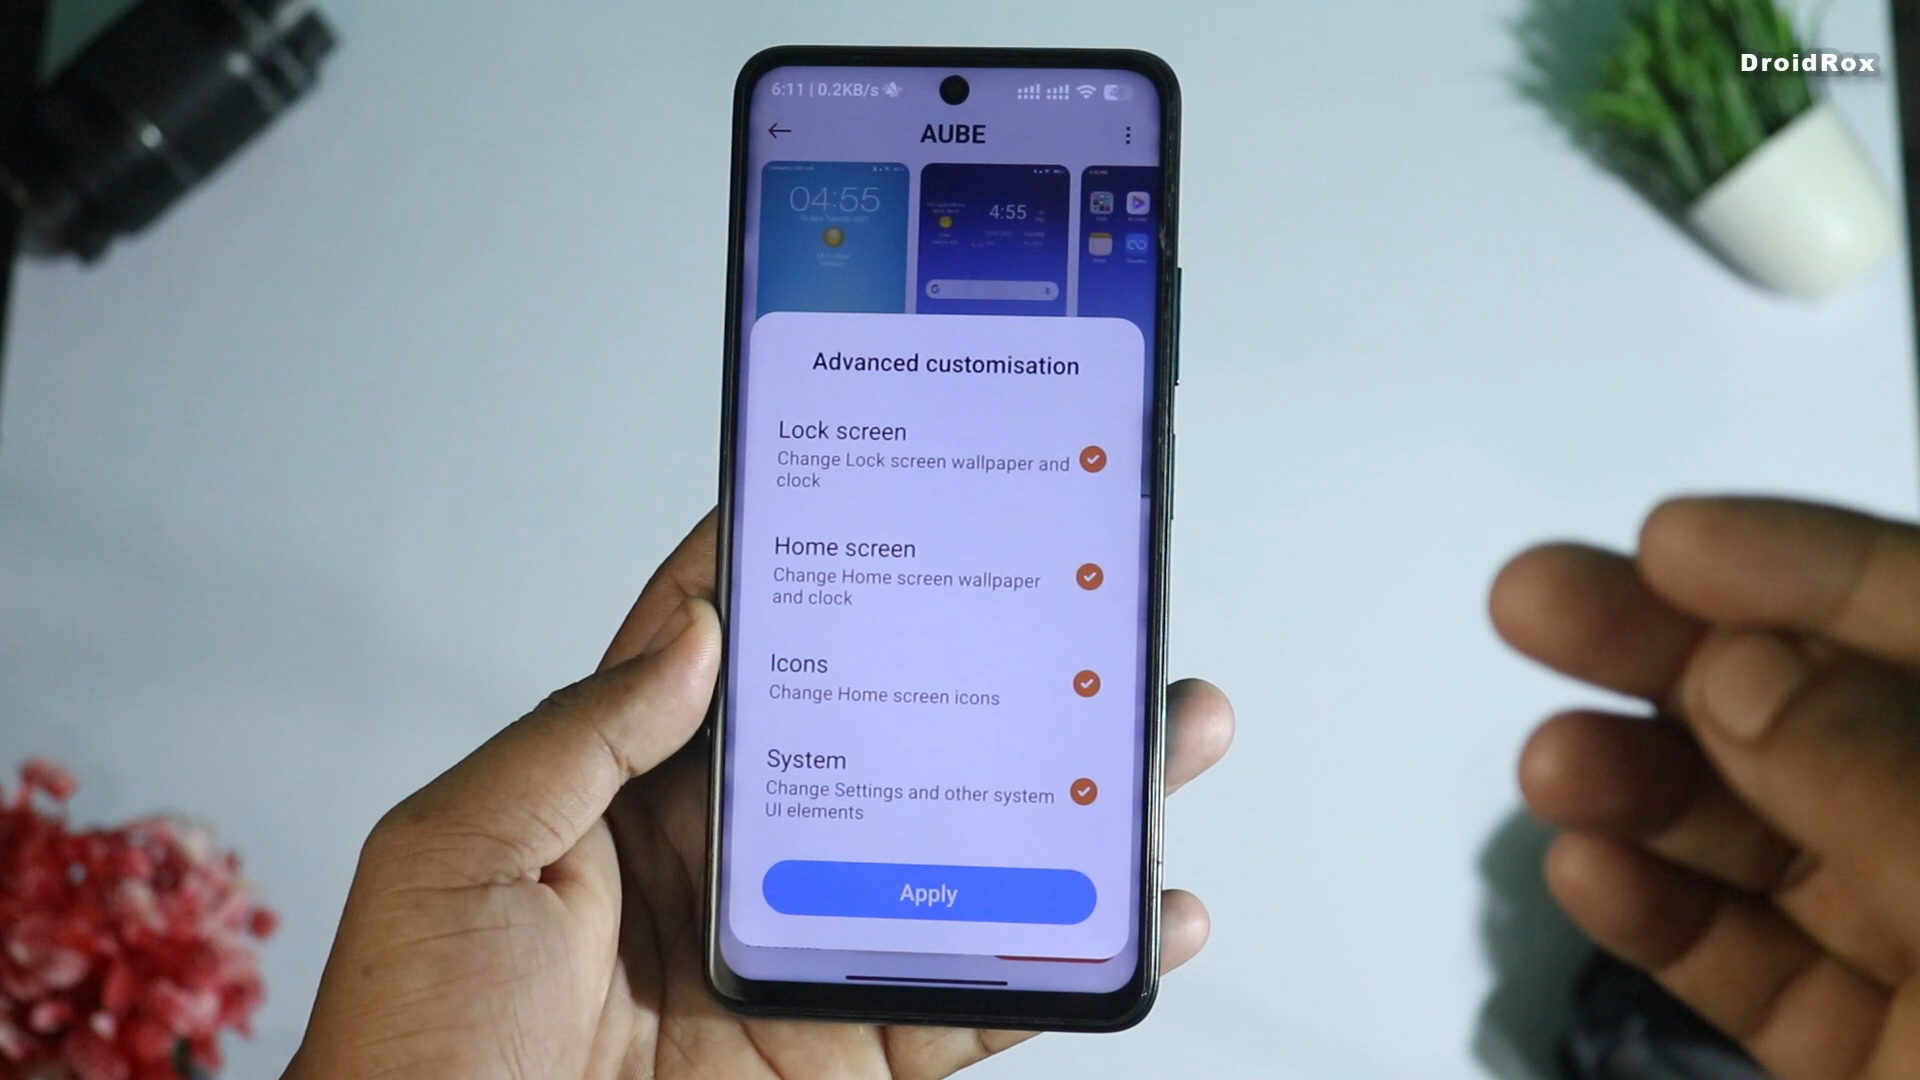 DroidRox
6:11 | 0.2KB/s
AUBE
04:55
4:55
Advanced customisation
Lock screen
Change Lock screen wallpaper and
clock
Home screen
Change Home screen wallpaper
and clock
Icons
Change Home screen icons
System
Change Settings and other system
UI elements
Apply